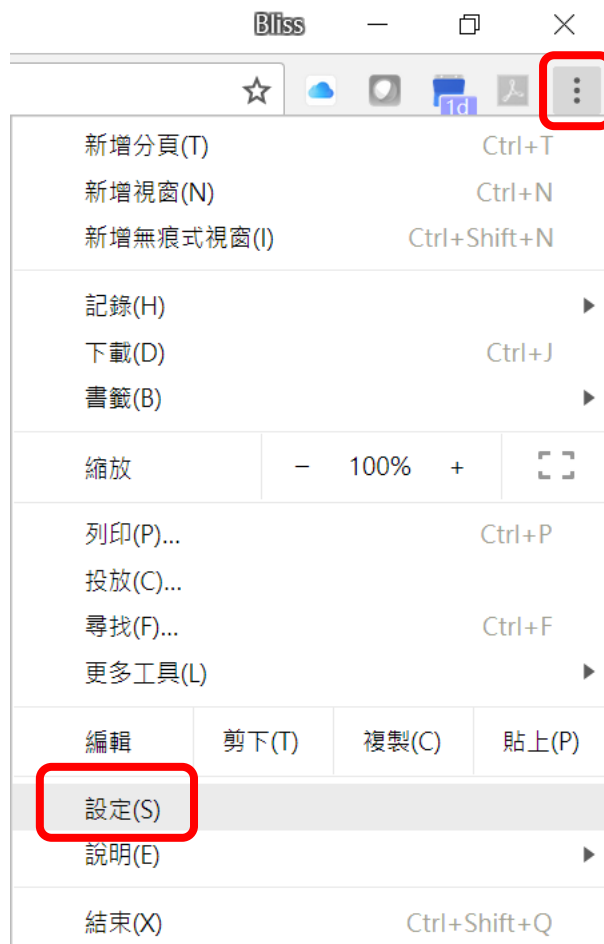 Bliss
1d
新增分頁(T) Ctrl+T
新增視窗(N) Ctrl+N
新增無痕式視窗(I) Ctrl+Shift+N
記錄(H)
下載(D) Ctrl+J
書籤(B)
縮放 − 100% +
列印(P)... Ctrl+P
投放(C)...
尋找(F)... Ctrl+F
更多工具(L)
編輯 剪下(T) 複製(C) 貼上(P)
設定(S)
說明(E)
結束(X) Ctrl+Shift+Q